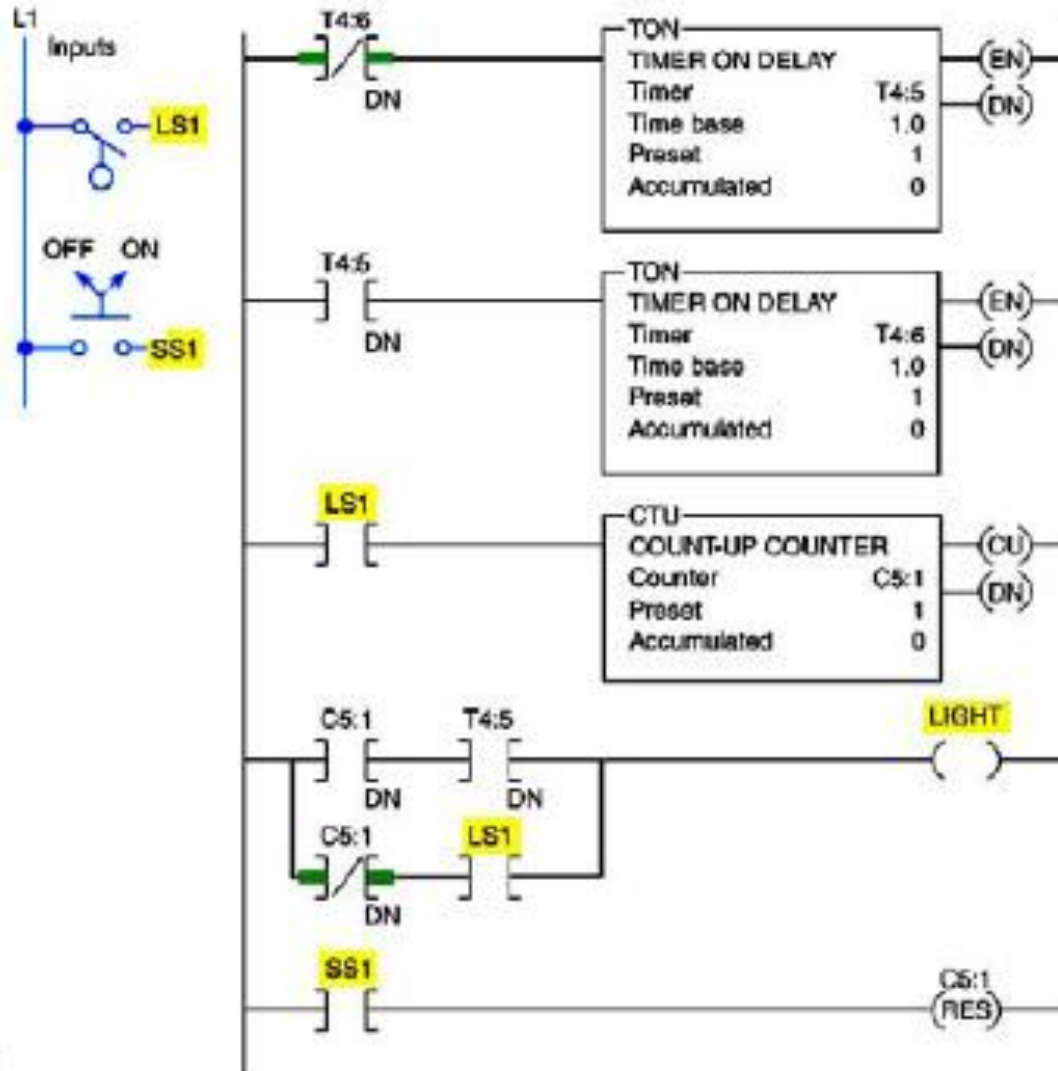 L1
Inputs
LS1
OFF ON
SS1
T4:6
DN
TON
TIMER ON DELAY
Timer T4:5
Time base 1.0
Preset 1
Accumulated 0
(EN)
(DN)
T4:5
DN
TON
TIMER ON DELAY
Timer T4:6
Time base 1.0
Preset 1
Accumulated 0
(EN)
(DN)
LS1
CTU
COUNT-UP COUNTER
Counter C5:1
Preset 1
Accumulated 0
(CU)
(DN)
C5:1 T4:5
DN DN
LIGHT
C5:1 LS1
DN
SS1
C5:1
(RES)